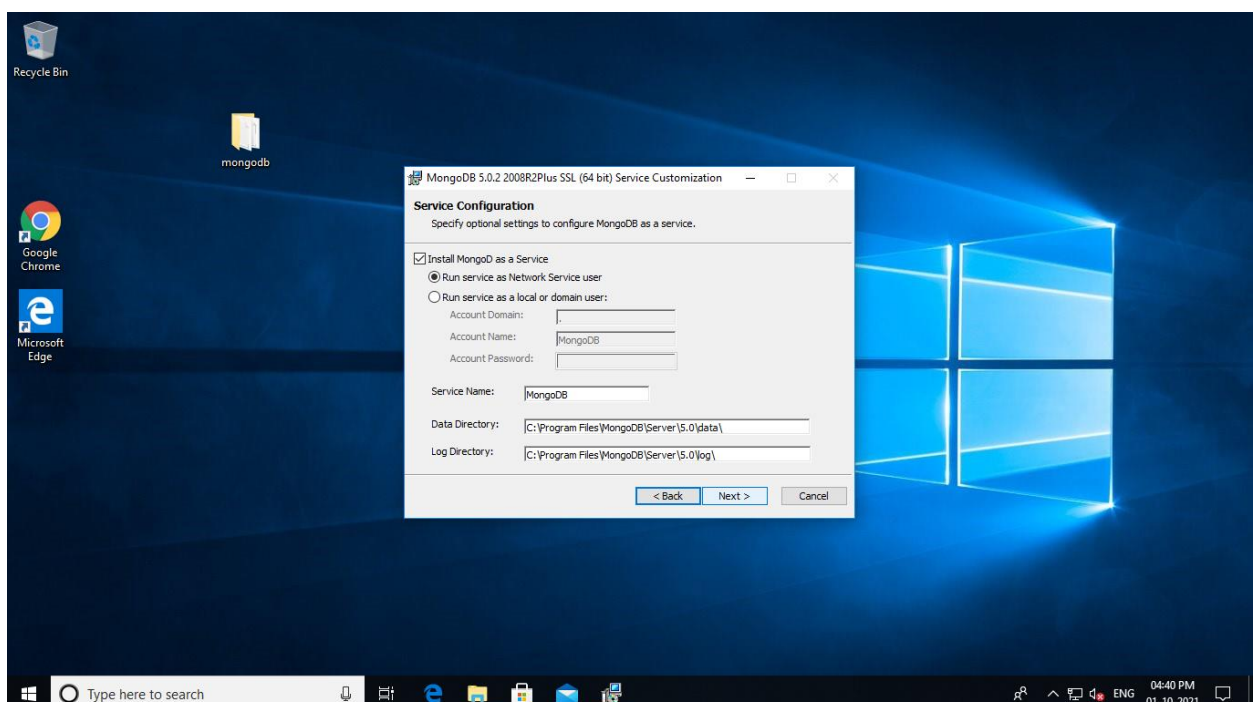 Recycle Bin
mongodb
Google
Chrome
Microsoft
Edge
MongoDB 5.0.2 2008R2Plus SSL (64 bit) Service Customization
Service Configuration
Specify optional settings to configure MongoDB as a service.
Install MongoD as a Service
Run service as Network Service user
Run service as a local or domain user:
Account Domain: .
Account Name: MongoDB
Account Password:
Service Name: MongoDB
Data Directory: C:\Program Files\MongoDB\Server\5.0\data\
Log Directory: C:\Program Files\MongoDB\Server\5.0\log\
< Back Next > Cancel
Type here to search
ENG
04:40 PM
01-10-2021